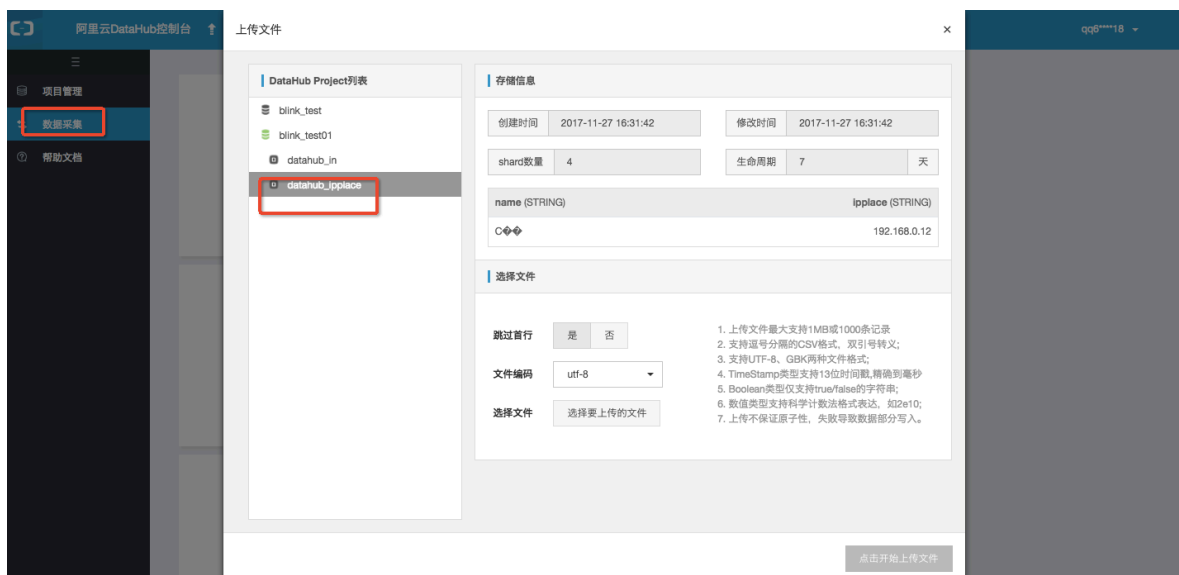 阿里云DataHub控制台
qq6****18
项目管理
数据采集
帮助文档
上传文件
×
DataHub Project列表
blink_test
blink_test01
datahub_in
datahub_ipplace
存储信息
创建时间 2017-11-27 16:31:42 修改时间 2017-11-27 16:31:42
shard数量 4 生命周期 7 天
name (STRING) ipplace (STRING)
C�� 192.168.0.12
选择文件
跳过首行 是 否
文件编码 utf-8
选择文件 选择要上传的文件
1. 上传文件最大支持1MB或1000条记录
2. 支持逗号分隔的CSV格式，双引号转义;
3. 支持UTF-8、GBK两种文件格式;
4. TimeStamp类型支持13位时间戳,精确到毫秒
5. Boolean类型仅支持true/false的字符串;
6. 数值类型支持科学计数法格式表达，如2e10;
7. 上传不保证原子性，失败导致数据部分写入。
点击开始上传文件